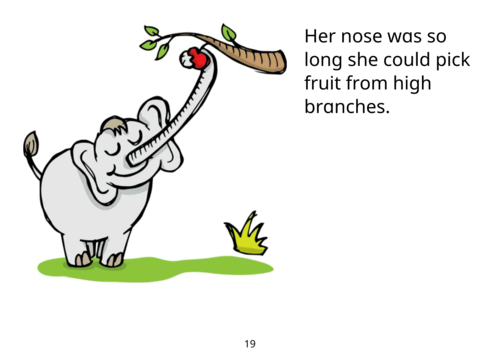 Her nose was so
long she could pick
fruit from high
branches.
19